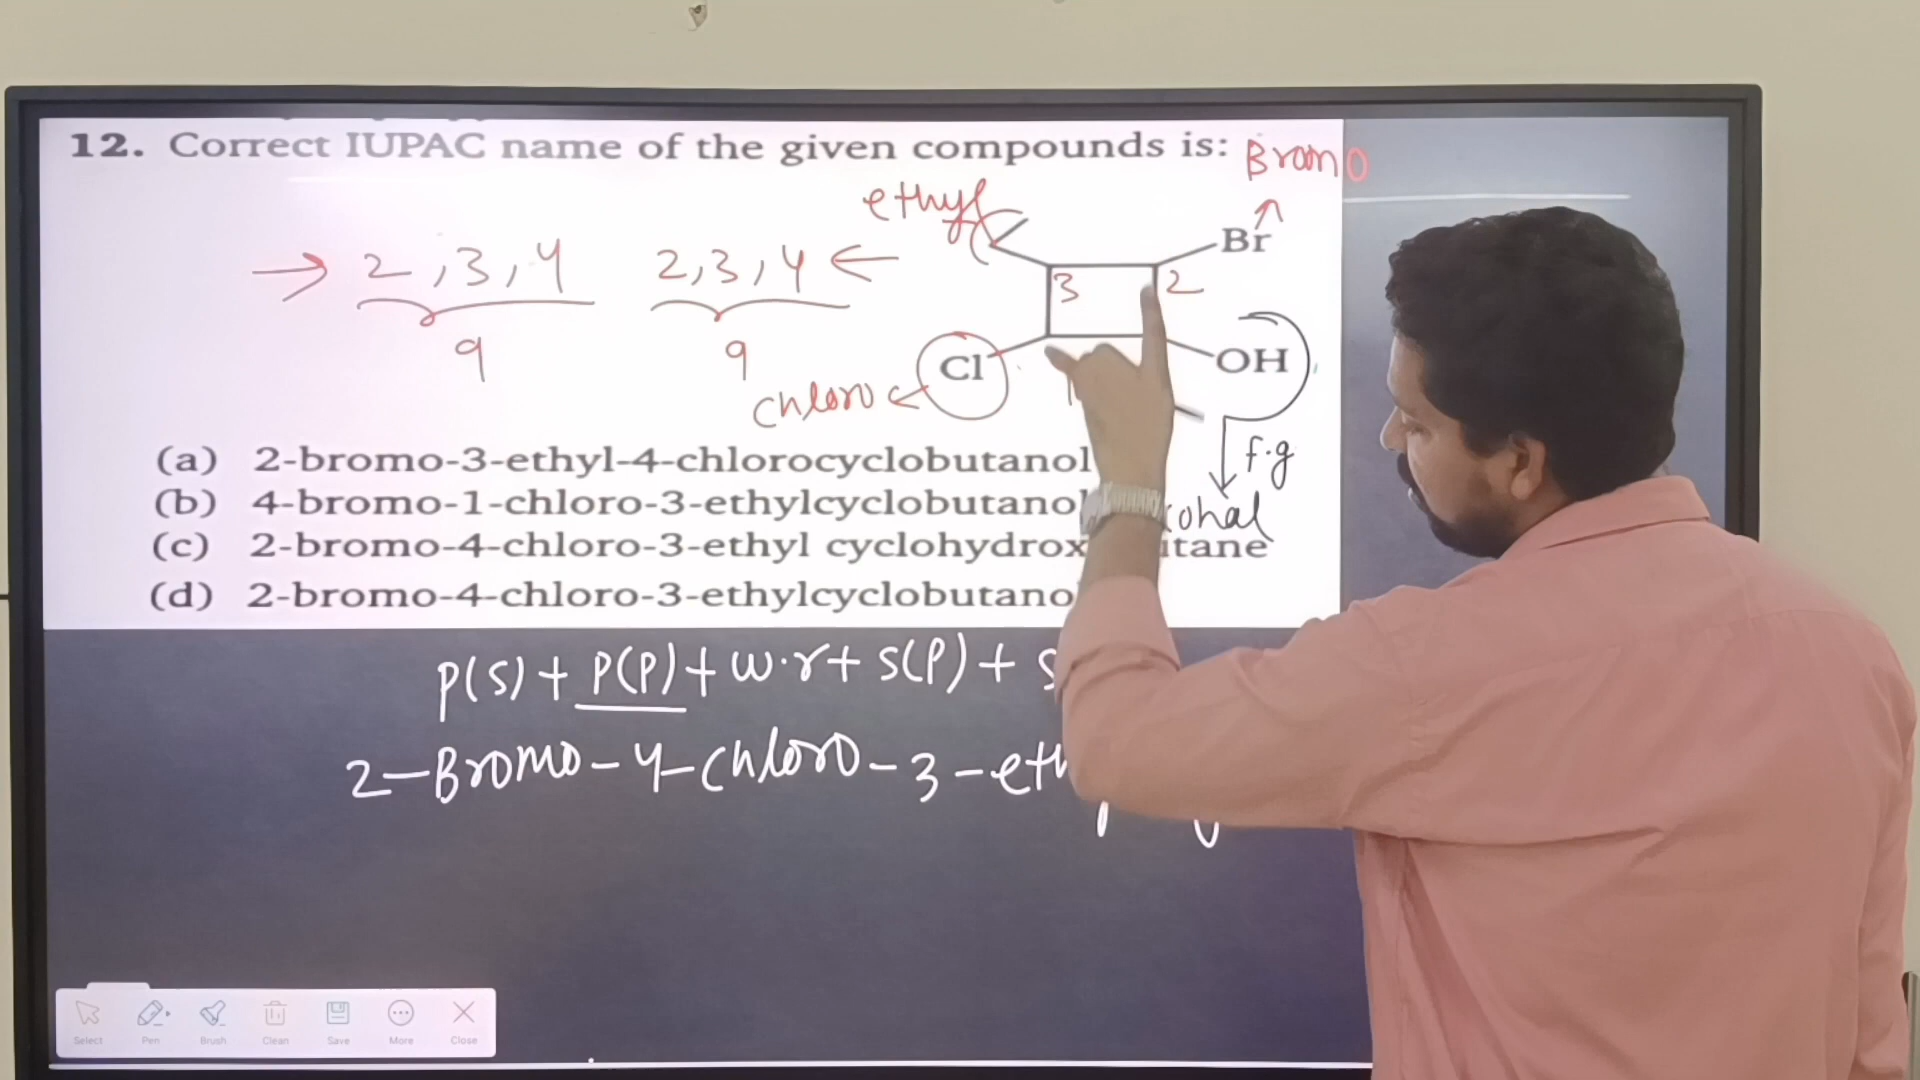 12. Correct IUPAC name of the given compounds is: Bromo
ethyl
Br
→ 2,3,4 2,3,4 ←
3 2
9 9
Cl
OH
chloro
f.g
(a) 2-bromo-3-ethyl-4-chlorocyclobutanol
(b) 4-bromo-1-chloro-3-ethylcyclobutanol
(c) 2-bromo-4-chloro-3-ethyl
(d) 2-bromo-4-chloro-3-ethylcyclobutano
P(S)+P(P)+w.r+S(P)+S
2-Bromo-4-chloro-3-eth
Select Pen Brush Clean Save More Close